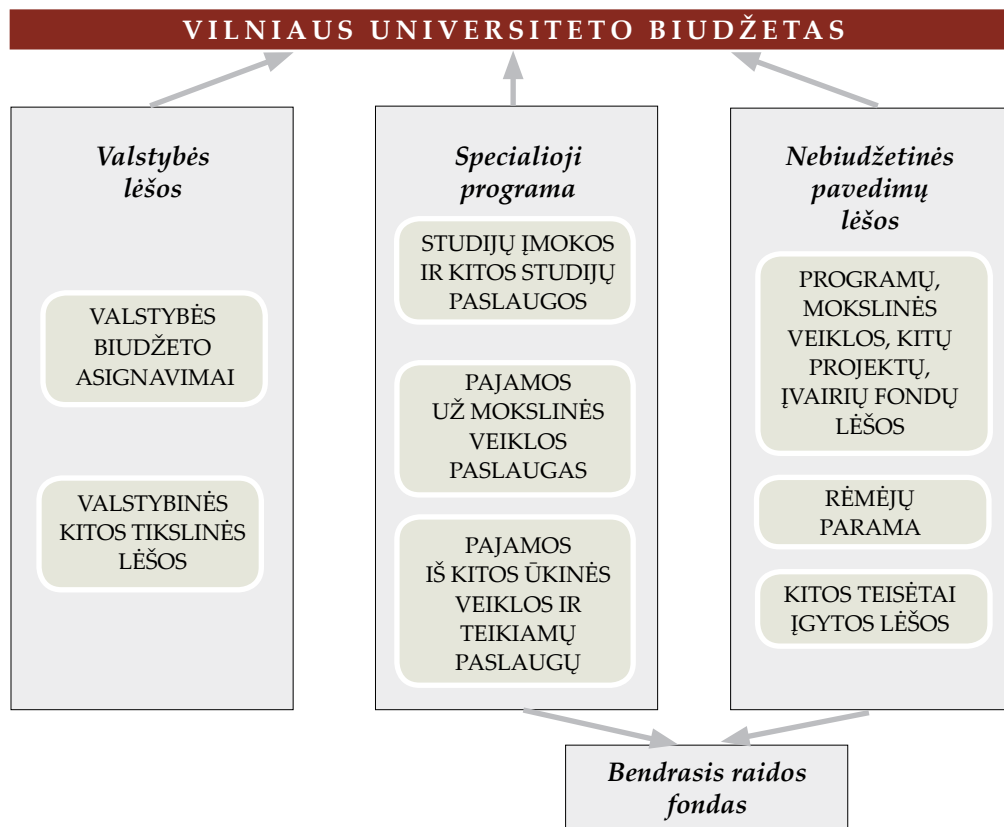 VILNIAUS UNIVERSITETO BIUDŽETAS
Valstybės
lėšos
VALSTYBĖS
BIUDŽETO
ASIGNAVIMAI
VALSTYBINĖS
KITOS TIKSLINĖS
LĖŠOS
Specialioji
programa
STUDIJŲ ĮMOKOS
IR KITOS STUDIJŲ
PASLAUGOS
PAJAMOS
UŽ MOKSLINĖS
VEIKLOS
PASLAUGAS
PAJAMOS
IŠ KITOS ŪKINĖS
VEIKLOS IR
TEIKIAMŲ
PASLAUGŲ
Nebiudžetinės
pavedimų
lėšos
PROGRAMŲ,
MOKSLINĖS
VEIKLOS, KITŲ
PROJEKTŲ,
ĮVAIRIŲ FONDŲ
LĖŠOS
RĖMĖJŲ
PARAMA
KITOS TEISĖTAI
ĮGYTOS LĖŠOS
Bendrasis raidos
fondas